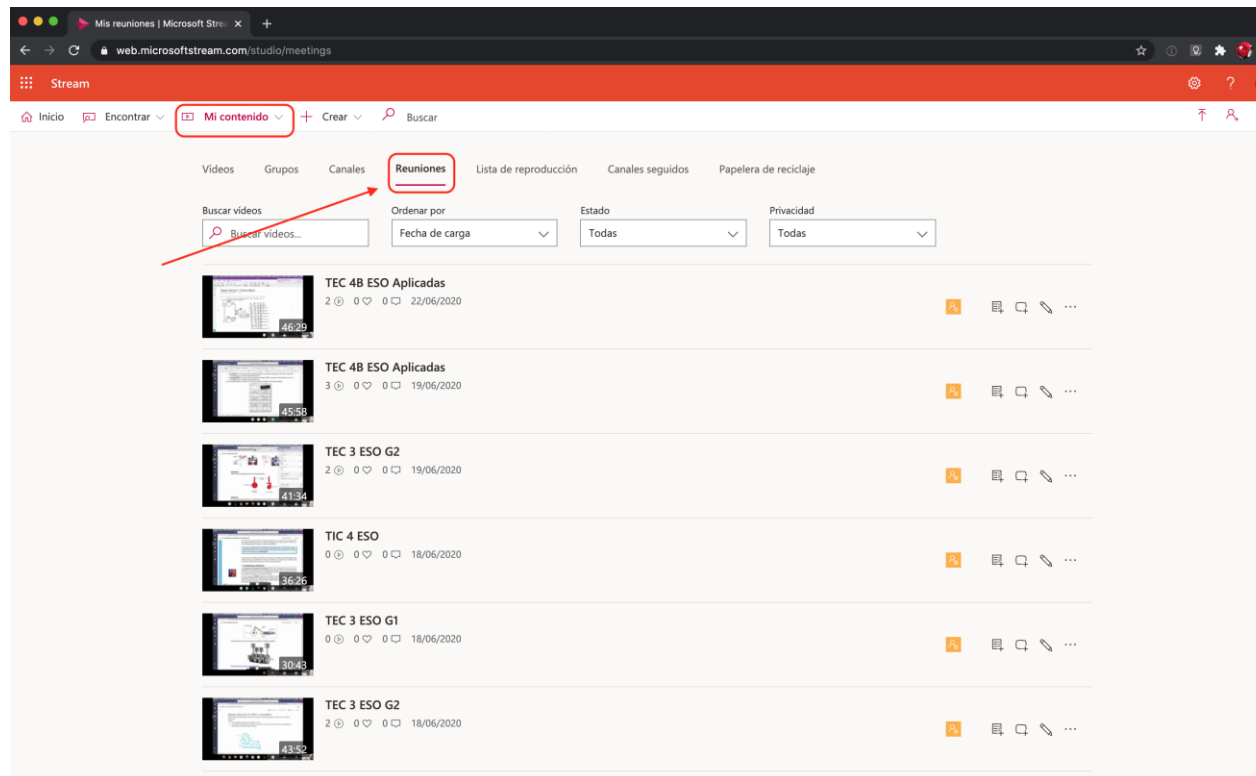 Mis reuniones | Microsoft Stre
web.microsoftstream.com/studio/meetings
Stream
Inicio Encontrar Mi contenido Crear Buscar
Vídeos Grupos Canales Reuniones Lista de reproducción Canales seguidos Papelera de reciclaje
Buscar vídeos Ordenar por Estado Privacidad
Buscar vídeos... Fecha de carga Todas Todas
TEC 4B ESO Aplicadas
2 0 0 22/06/2020
46:29
TEC 4B ESO Aplicadas
3 0 0 19/06/2020
45:58
TEC 3 ESO G2
2 0 0 19/06/2020
41:34
TIC 4 ESO
0 0 0 18/06/2020
36:26
TEC 3 ESO G1
0 0 0 18/06/2020
30:43
TEC 3 ESO G2
2 0 0 18/06/2020
43:52